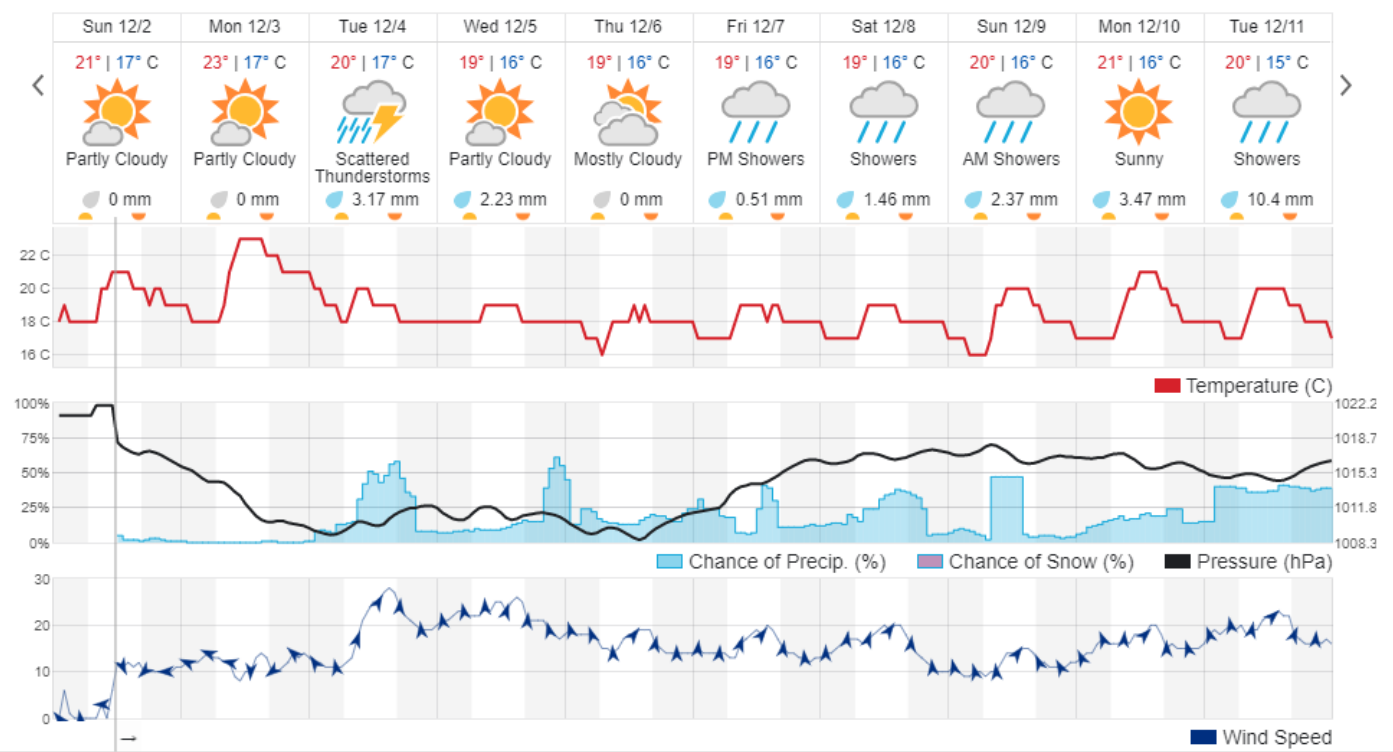 Sun 12/2 Mon 12/3 Tue 12/4 Wed 12/5 Thu 12/6 Fri 12/7 Sat 12/8 Sun 12/9 Mon 12/10 Tue 12/11
21° | 17° C 23° | 17° C 20° | 17° C 19° | 16° C 19° | 16° C 19° | 16° C 19° | 16° C 20° | 16° C 21° | 16° C 20° | 15° C
Partly Cloudy Partly Cloudy Scattered Partly Cloudy Mostly Cloudy PM Showers Showers AM Showers Sunny Showers
Thunderstorms
0 mm 0 mm 3.17 mm 2.23 mm 0 mm 0.51 mm 1.46 mm 2.37 mm 3.47 mm 10.4 mm
22 C
20 C
18 C
16 C
Temperature (C)
100% 1022.2
75% 1018.7
50% 1015.3
25% 1011.8
0% 1008.3
Chance of Precip. (%) Chance of Snow (%) Pressure (hPa)
30
20
10
0
Wind Speed